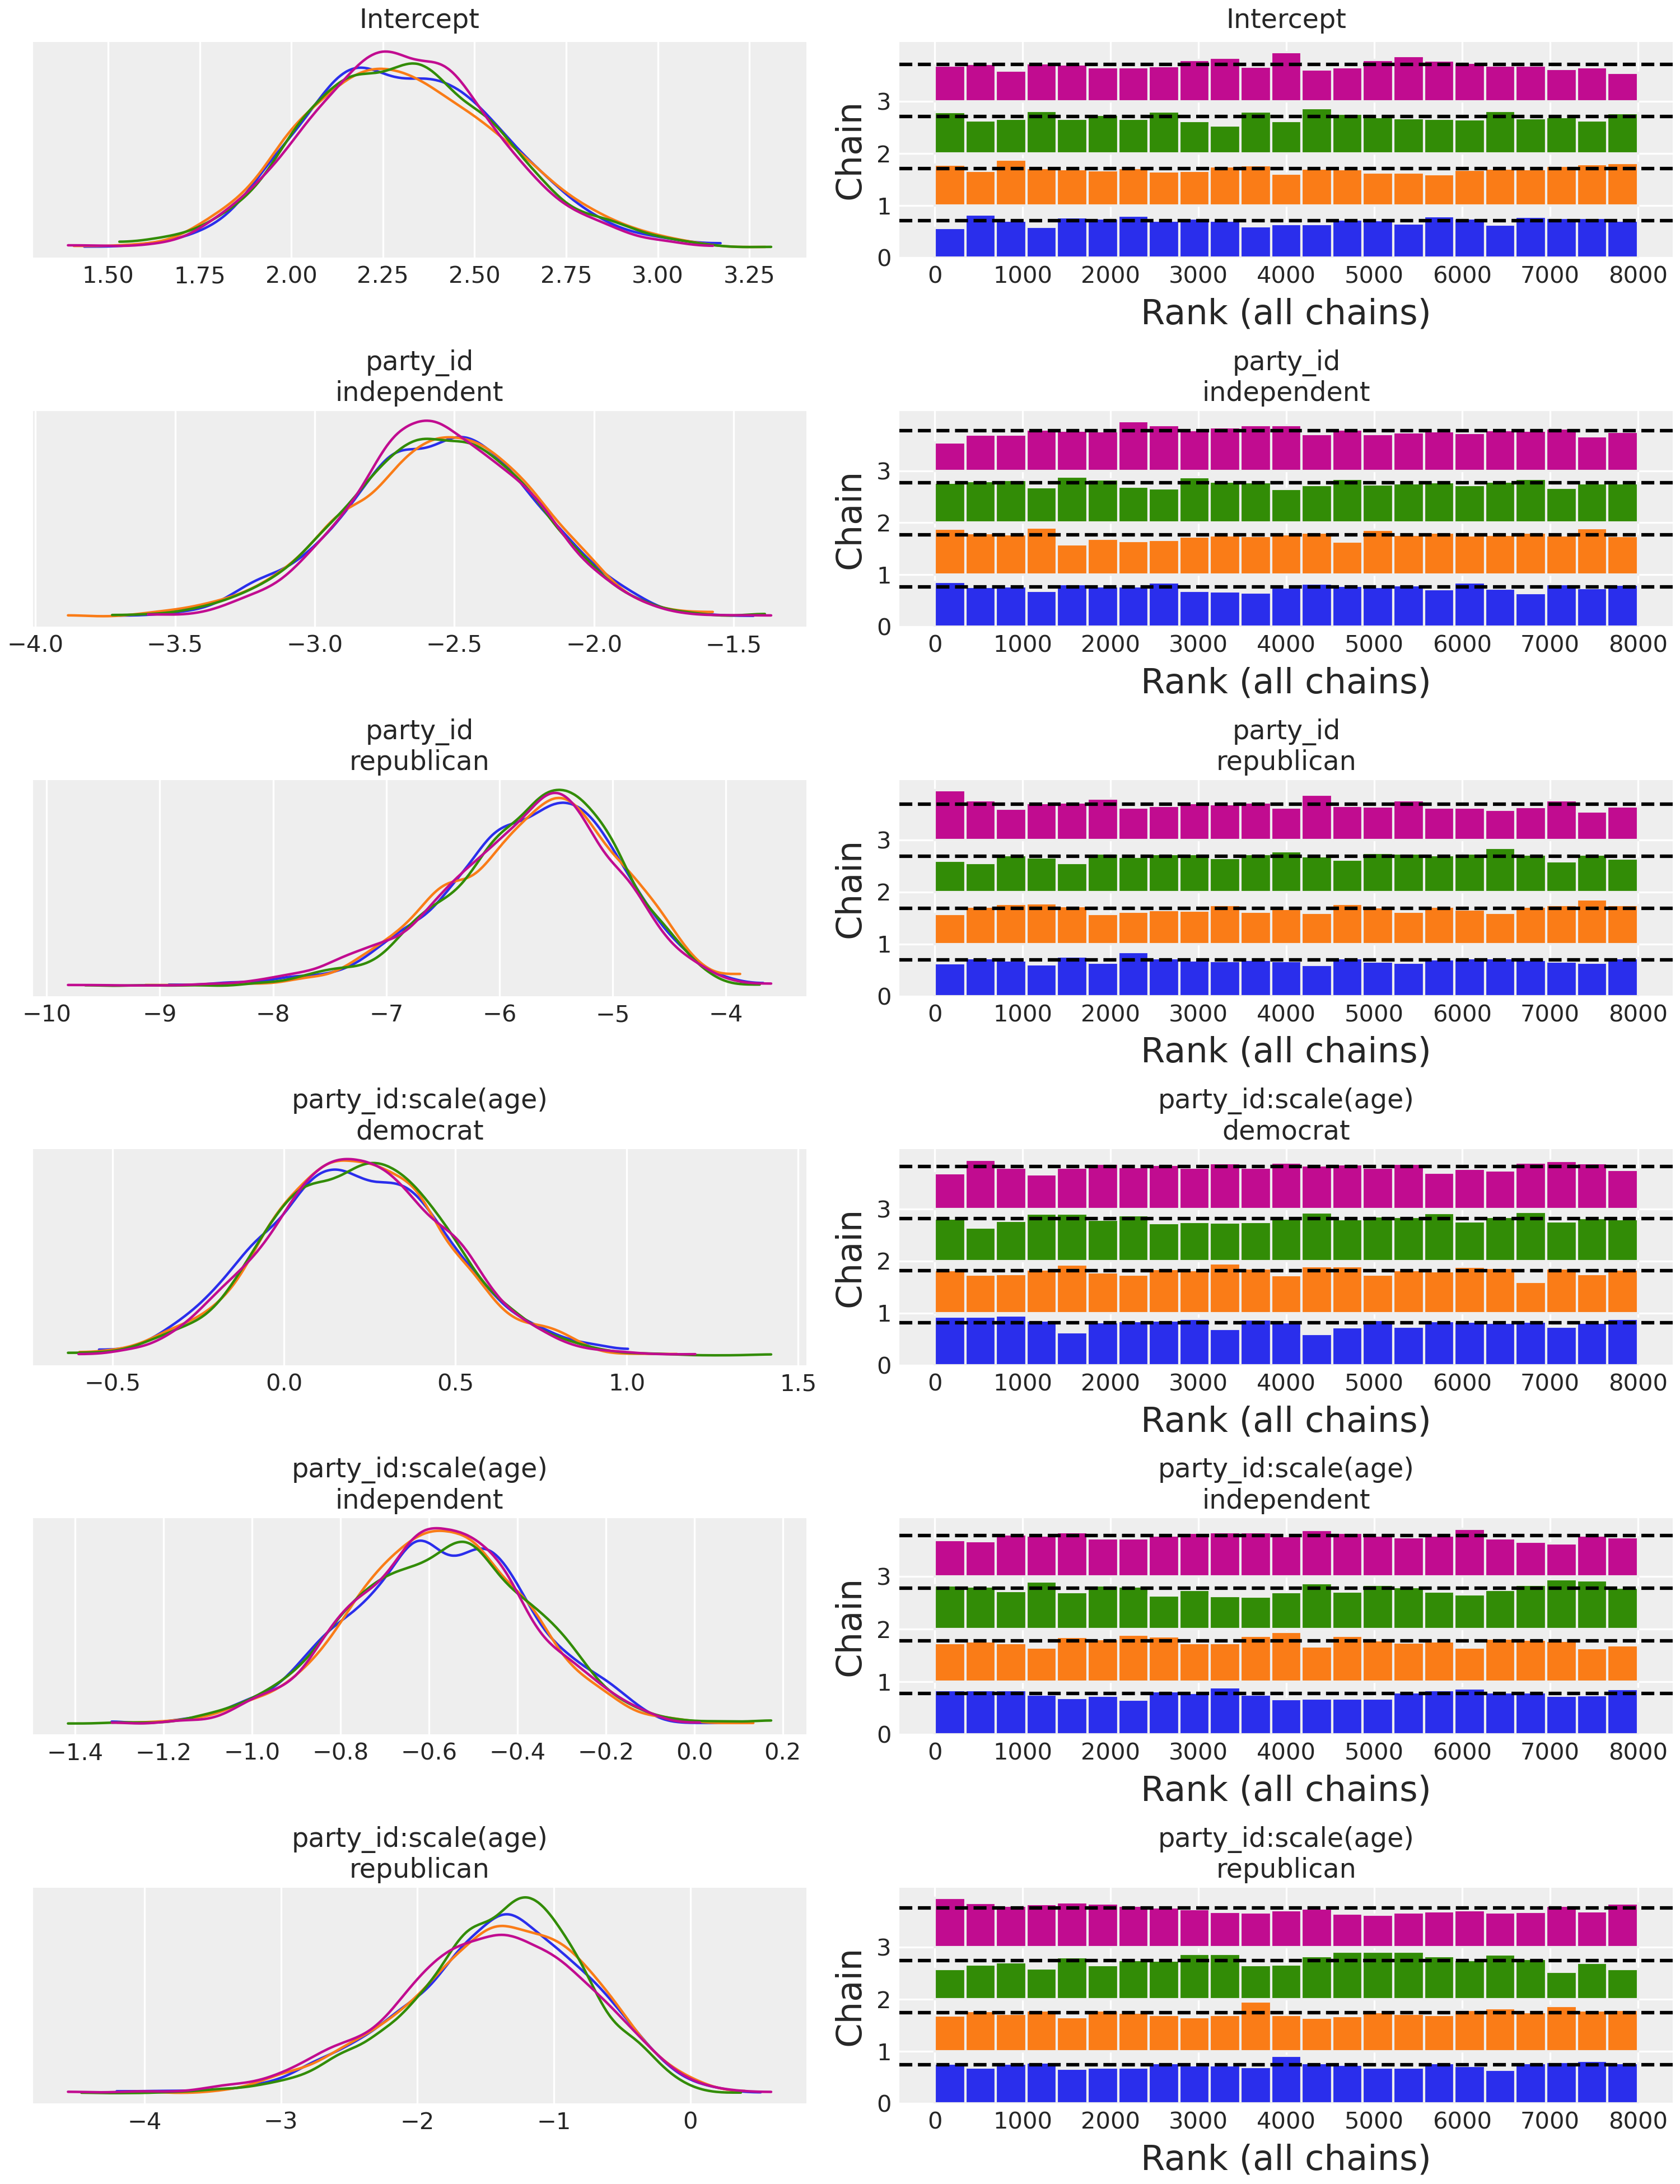 Intercept
Intercept
1.50 1.75 2.00 2.25 2.50 2.75 3.00 3.25
Chain
3
2
1
0
0 1000 2000 3000 4000 5000 6000 7000 8000
Rank (all chains)
party_id
independent
party_id
independent
−4.0 −3.5 −3.0 −2.5 −2.0 −1.5
Chain
3
2
1
0
0 1000 2000 3000 4000 5000 6000 7000 8000
Rank (all chains)
party_id
republican
party_id
republican
−10 −9 −8 −7 −6 −5 −4
Chain
3
2
1
0
0 1000 2000 3000 4000 5000 6000 7000 8000
Rank (all chains)
party_id:scale(age)
democrat
party_id:scale(age)
democrat
−0.5 0.0 0.5 1.0 1.5
Chain
3
2
1
0
0 1000 2000 3000 4000 5000 6000 7000 8000
Rank (all chains)
party_id:scale(age)
independent
party_id:scale(age)
independent
−1.4 −1.2 −1.0 −0.8 −0.6 −0.4 −0.2 0.0 0.2
Chain
3
2
1
0
0 1000 2000 3000 4000 5000 6000 7000 8000
Rank (all chains)
party_id:scale(age)
republican
party_id:scale(age)
republican
−4 −3 −2 −1 0
Chain
3
2
1
0
0 1000 2000 3000 4000 5000 6000 7000 8000
Rank (all chains)